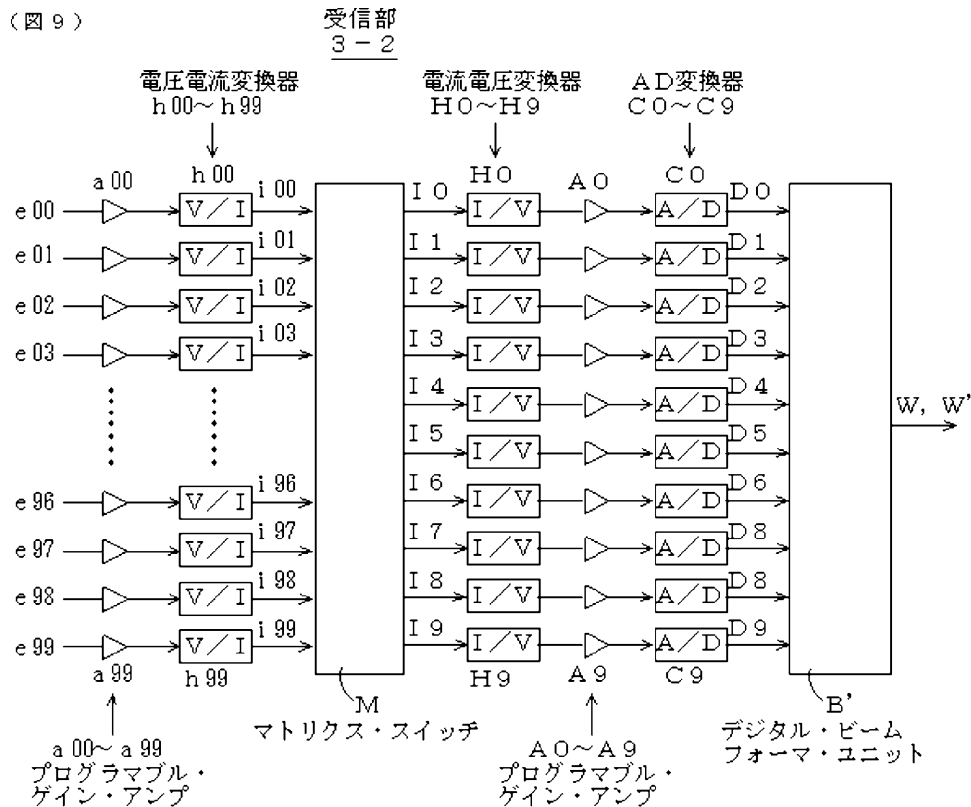 (図9)
受信部
3-2
電圧電流変換器
h00~h99
電流電圧変換器
H0~H9
AD変換器
C0~C9
a00 h00 i00 I0 H0 A0 C0 D0
e00 V/I I/V A/D
e01 V/I i01 I1 I/V A/D D1
e02 V/I i02 I2 I/V A/D D2
e03 V/I i03 I3 I/V A/D D3
I4 I/V A/D D4
W, W'
I5 I/V A/D D5
e96 V/I i96 I6 I/V A/D D6
e97 V/I i97 I7 I/V A/D D8
e98 V/I i98 I8 I/V A/D D8
e99 V/I i99 I9 I/V A/D D9
a99 h99 H9 A9 C9
M
マトリクス・スイッチ
B'
デジタル・ビーム
フォーマ・ユニット
a00~a99
プログラマブル・
ゲイン・アンプ
A0~A9
プログラマブル・
ゲイン・アンプ